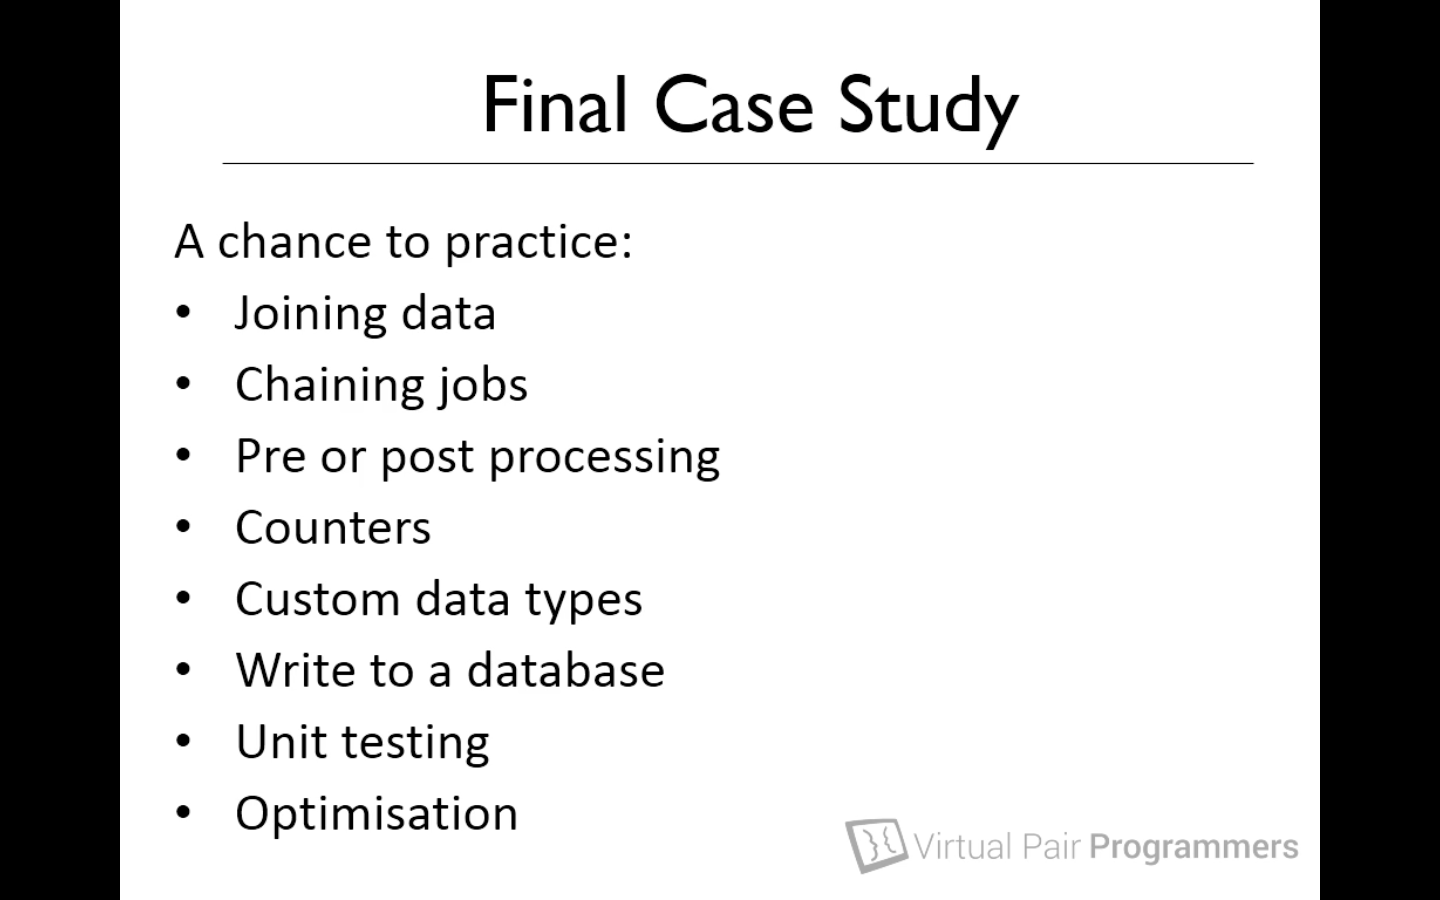 Final Case Study
A chance to practice:
• Joining data
• Chaining jobs
• Pre or post processing
• Counters
• Custom data types
• Write to a database
• Unit testing
• Optimisation
Virtual Pair Programmers